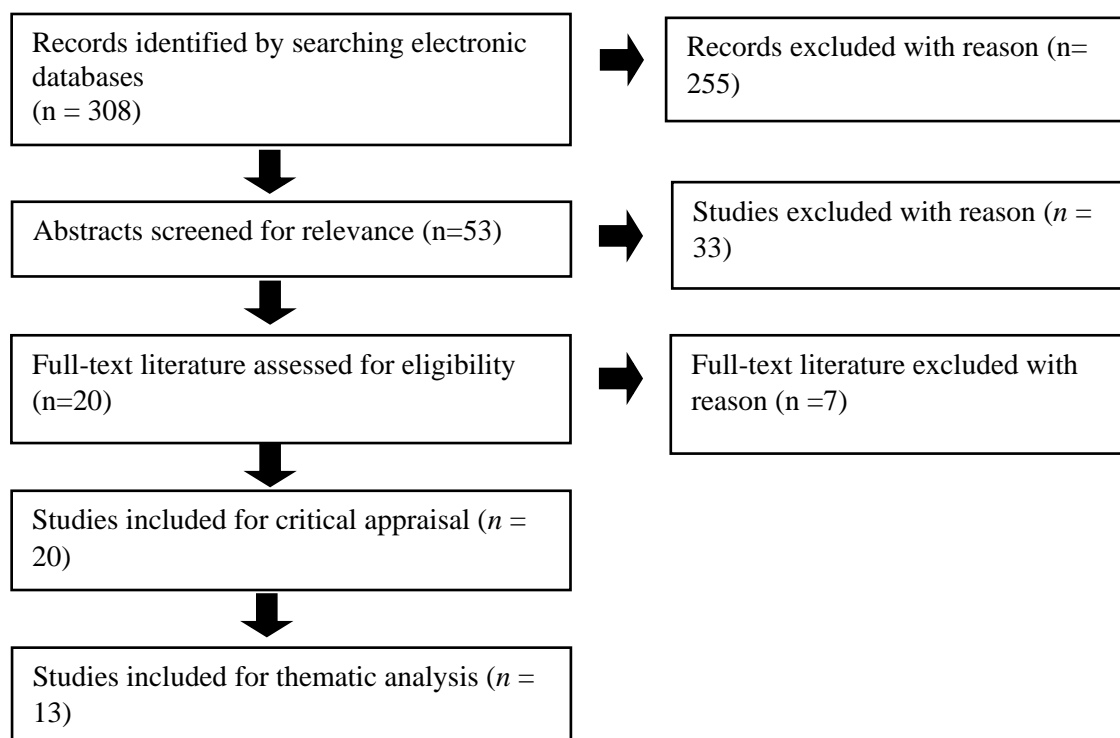 Records identified by searching electronic
databases
(n = 308)
Records excluded with reason (n=
255)
Abstracts screened for relevance (n=53)
Studies excluded with reason (n =
33)
Full-text literature assessed for eligibility
(n=20)
Full-text literature excluded with
reason (n =7)
Studies included for critical appraisal (n =
20)
Studies included for thematic analysis (n =
13)